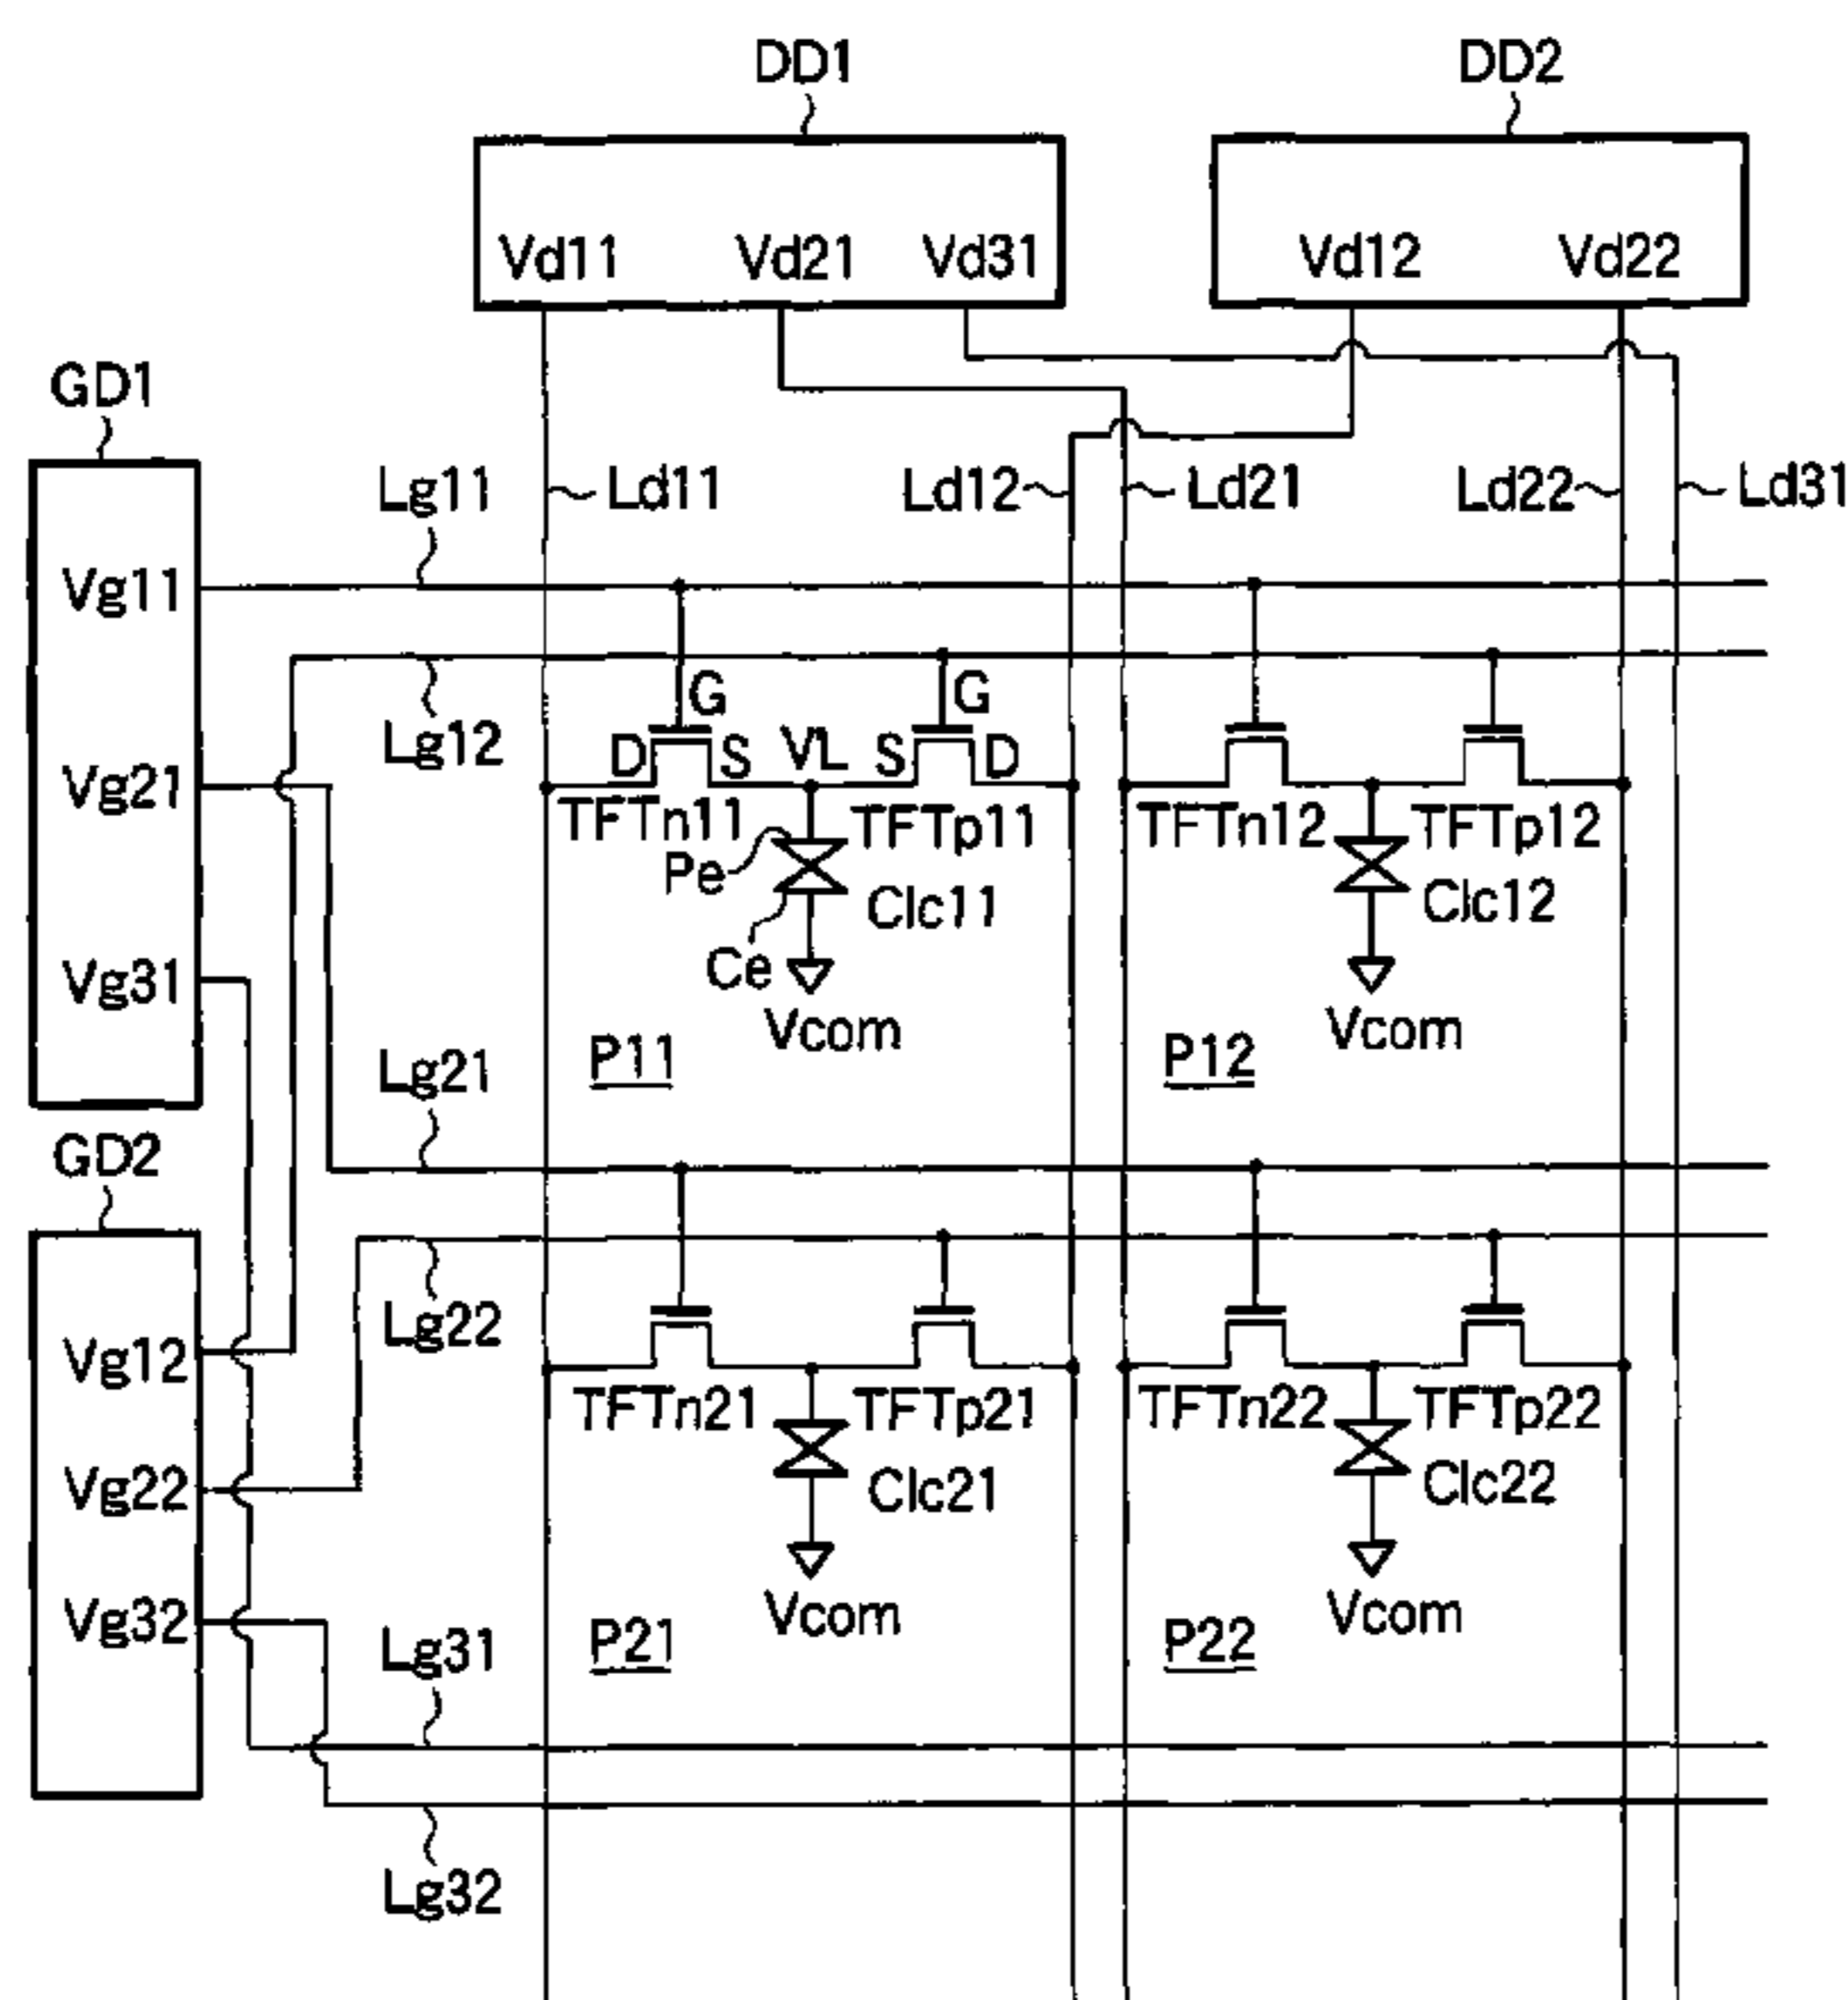 DD1 DD2
Vd11 Vd21 Vd31 Vd12 Vd22
GD1
Lg11 Ld11 Ld12 Ld21 Ld22 Ld31
Vg11
G G
Lg12 D S VL S D
Vg21
TFTn11 TFTp11 TFTn12 TFTp12
Pe Clc11 Clc12
Ce
Vg31
Vcom Vcom
P11 P12
Lg21
GD2
Lg22
Vg12
TFTn21 TFTp21 TFTn22 TFTp22
Vg22 Clc21 Clc22
Vg32 Vcom Vcom
Lg31 P21 P22
Lg32